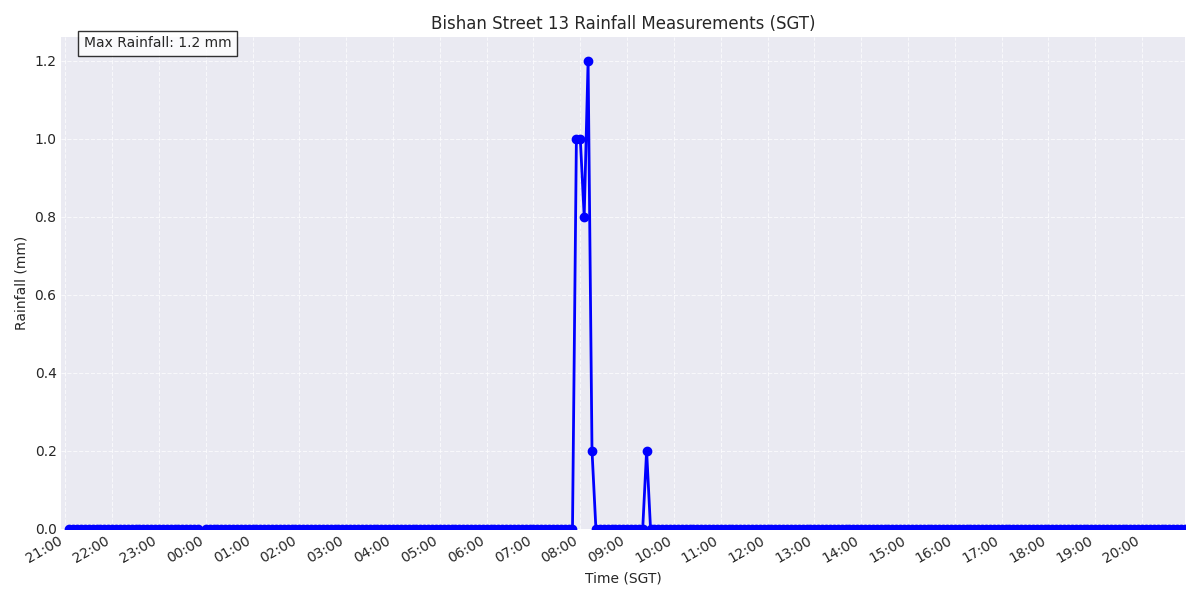 Bishan Street 13 Rainfall Measurements (SGT)
Max Rainfall: 1.2 mm
1.2
1.0
0.8
0.6
0.4
0.2
0.0
Rainfall (mm)
21:00 22:00 23:00 00:00 01:00 02:00 03:00 04:00 05:00 06:00 07:00 08:00 09:00 10:00 11:00 12:00 13:00 14:00 15:00 16:00 17:00 18:00 19:00 20:00
Time (SGT)